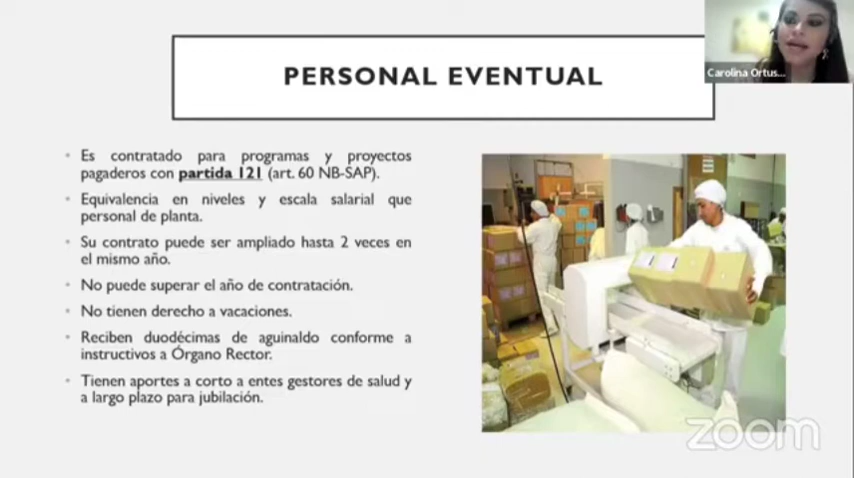 Carolina Ortus...
PERSONAL EVENTUAL
• Es contratado para programas y proyectos
pagaderos con partida 121 (art. 60 NB-SAP).
• Equivalencia en niveles y escala salarial que
personal de planta.
• Su contrato puede ser ampliado hasta 2 veces en
el mismo año.
• No puede superar el año de contratación.
• No tienen derecho a vacaciones.
• Reciben duodécimas de aguinaldo conforme a
instructivos a Órgano Rector.
• Tienen aportes a corto a entes gestores de salud y
a largo plazo para jubilación.
zoom